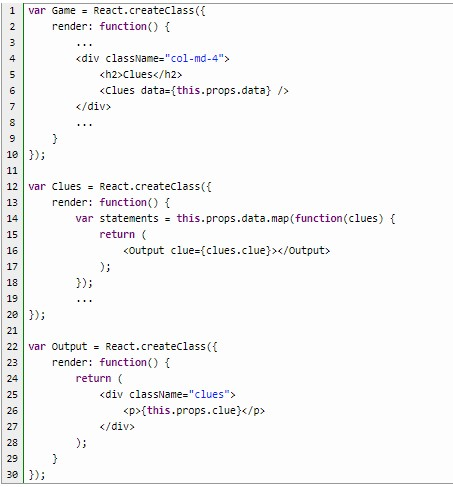 1 var Game = React.createClass({
2     render: function() {
3         ...
4         <div className="col-md-4">
5             <h2>Clues</h2>
6             <Clues data={this.props.data} />
7         </div>
8         ...
9     }
10 });
11
12 var Clues = React.createClass({
13     render: function() {
14         var statements = this.props.data.map(function(clues) {
15             return (
16                 <Output clue={clues.clue}></Output>
17             );
18         });
19         ...
20 });
21
22 var Output = React.createClass({
23     render: function() {
24         return (
25             <div className="clues">
26                 <p>{this.props.clue}</p>
27             </div>
28         );
29     }
30 });